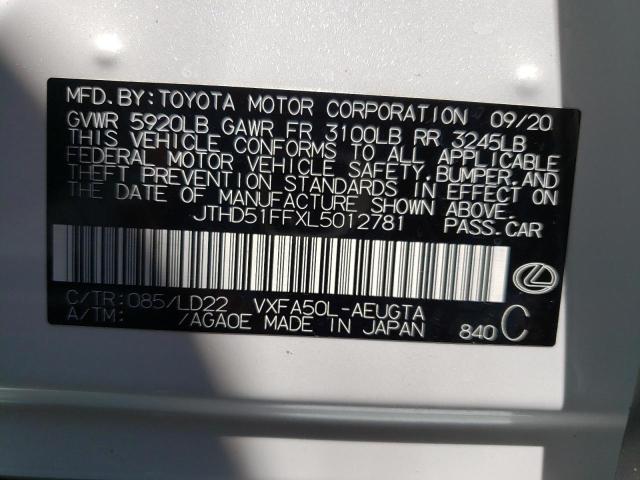 MFD.BY:TOYOTA MOTOR CORPORATION 09/20
GVWR 5920LB GAWR FR 3100LB RR 3245LB
THIS VEHICLE CONFORMS TO ALL APPLICABLE
FEDERAL MOTOR VEHICLE SAFETY,BUMPER,AND
THEFT PREVENTION STANDARDS IN EFFECT ON
THE DATE OF MANUFACTURE SHOWN ABOVE.
JTHD51FFXL5012781 PASS.CAR
C/TR:085/LD22 VXFA50L-AEUGTA
A/TM: /AGA0E MADE IN JAPAN 840 C